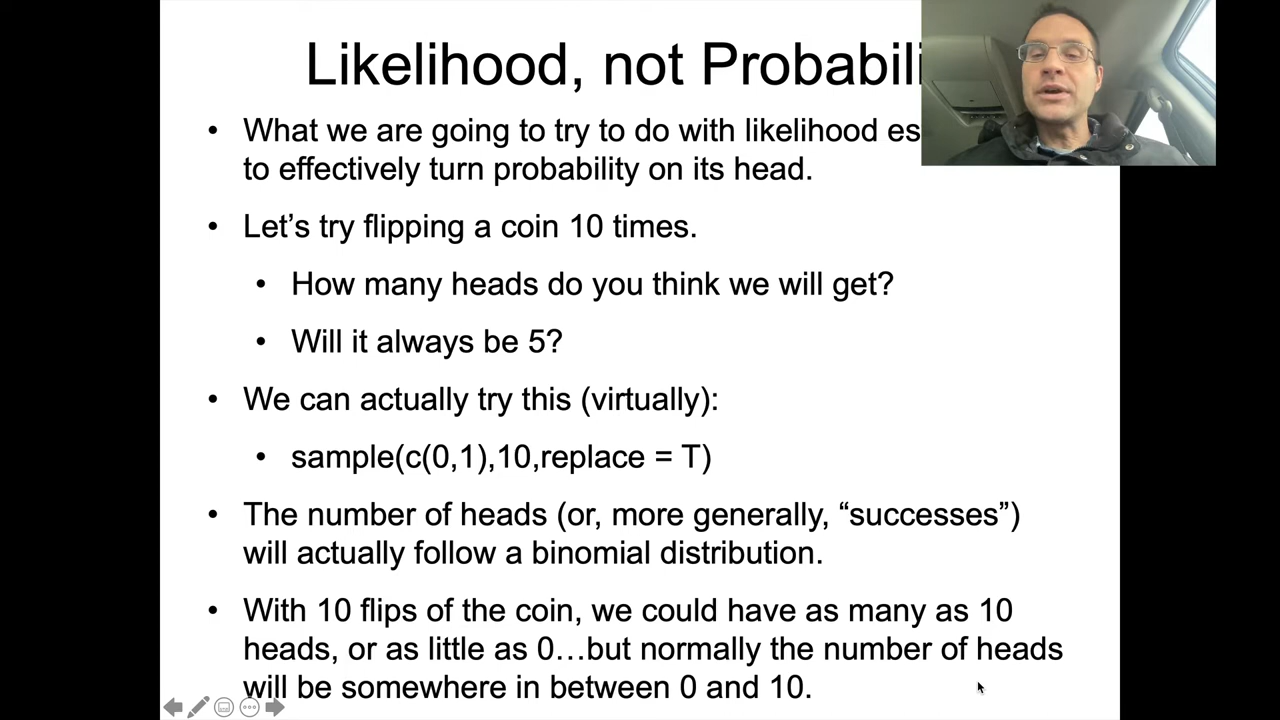 Likelihood, not
• What we are going to try to do with likelihood
to effectively turn probability on its head.
• Let’s try flipping a coin 10 times.
• How many heads do you think we will get?
• Will it always be 5?
• We can actually try this (virtually):
• sample(c(0,1),10,replace = T)
• The number of heads (or, more generally, “successes”)
will actually follow a binomial distribution.
• With 10 flips of the coin, we could have as many as 10
heads, or as little as 0…but normally the number of heads
will be somewhere in between 0 and 10.